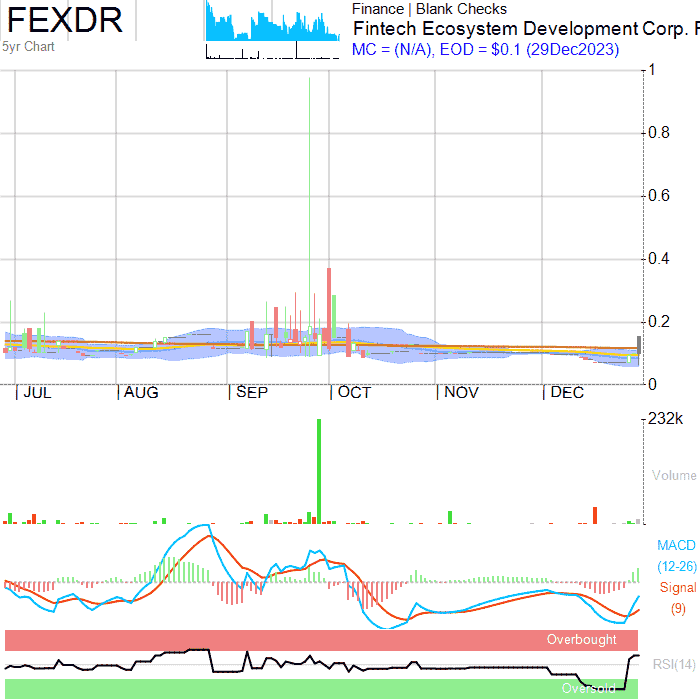 FEXDR
5yr Chart
Finance | Blank Checks
Fintech Ecosystem Development Corp. R
MC = (N/A), EOD = $0.1 (29Dec2023)
1
0.8
0.6
0.4
0.2
0
JUL AUG SEP OCT NOV DEC
232k
Volume
MACD
(12-26)
Signal
(9)
Overbought
RSI(14)
Oversold